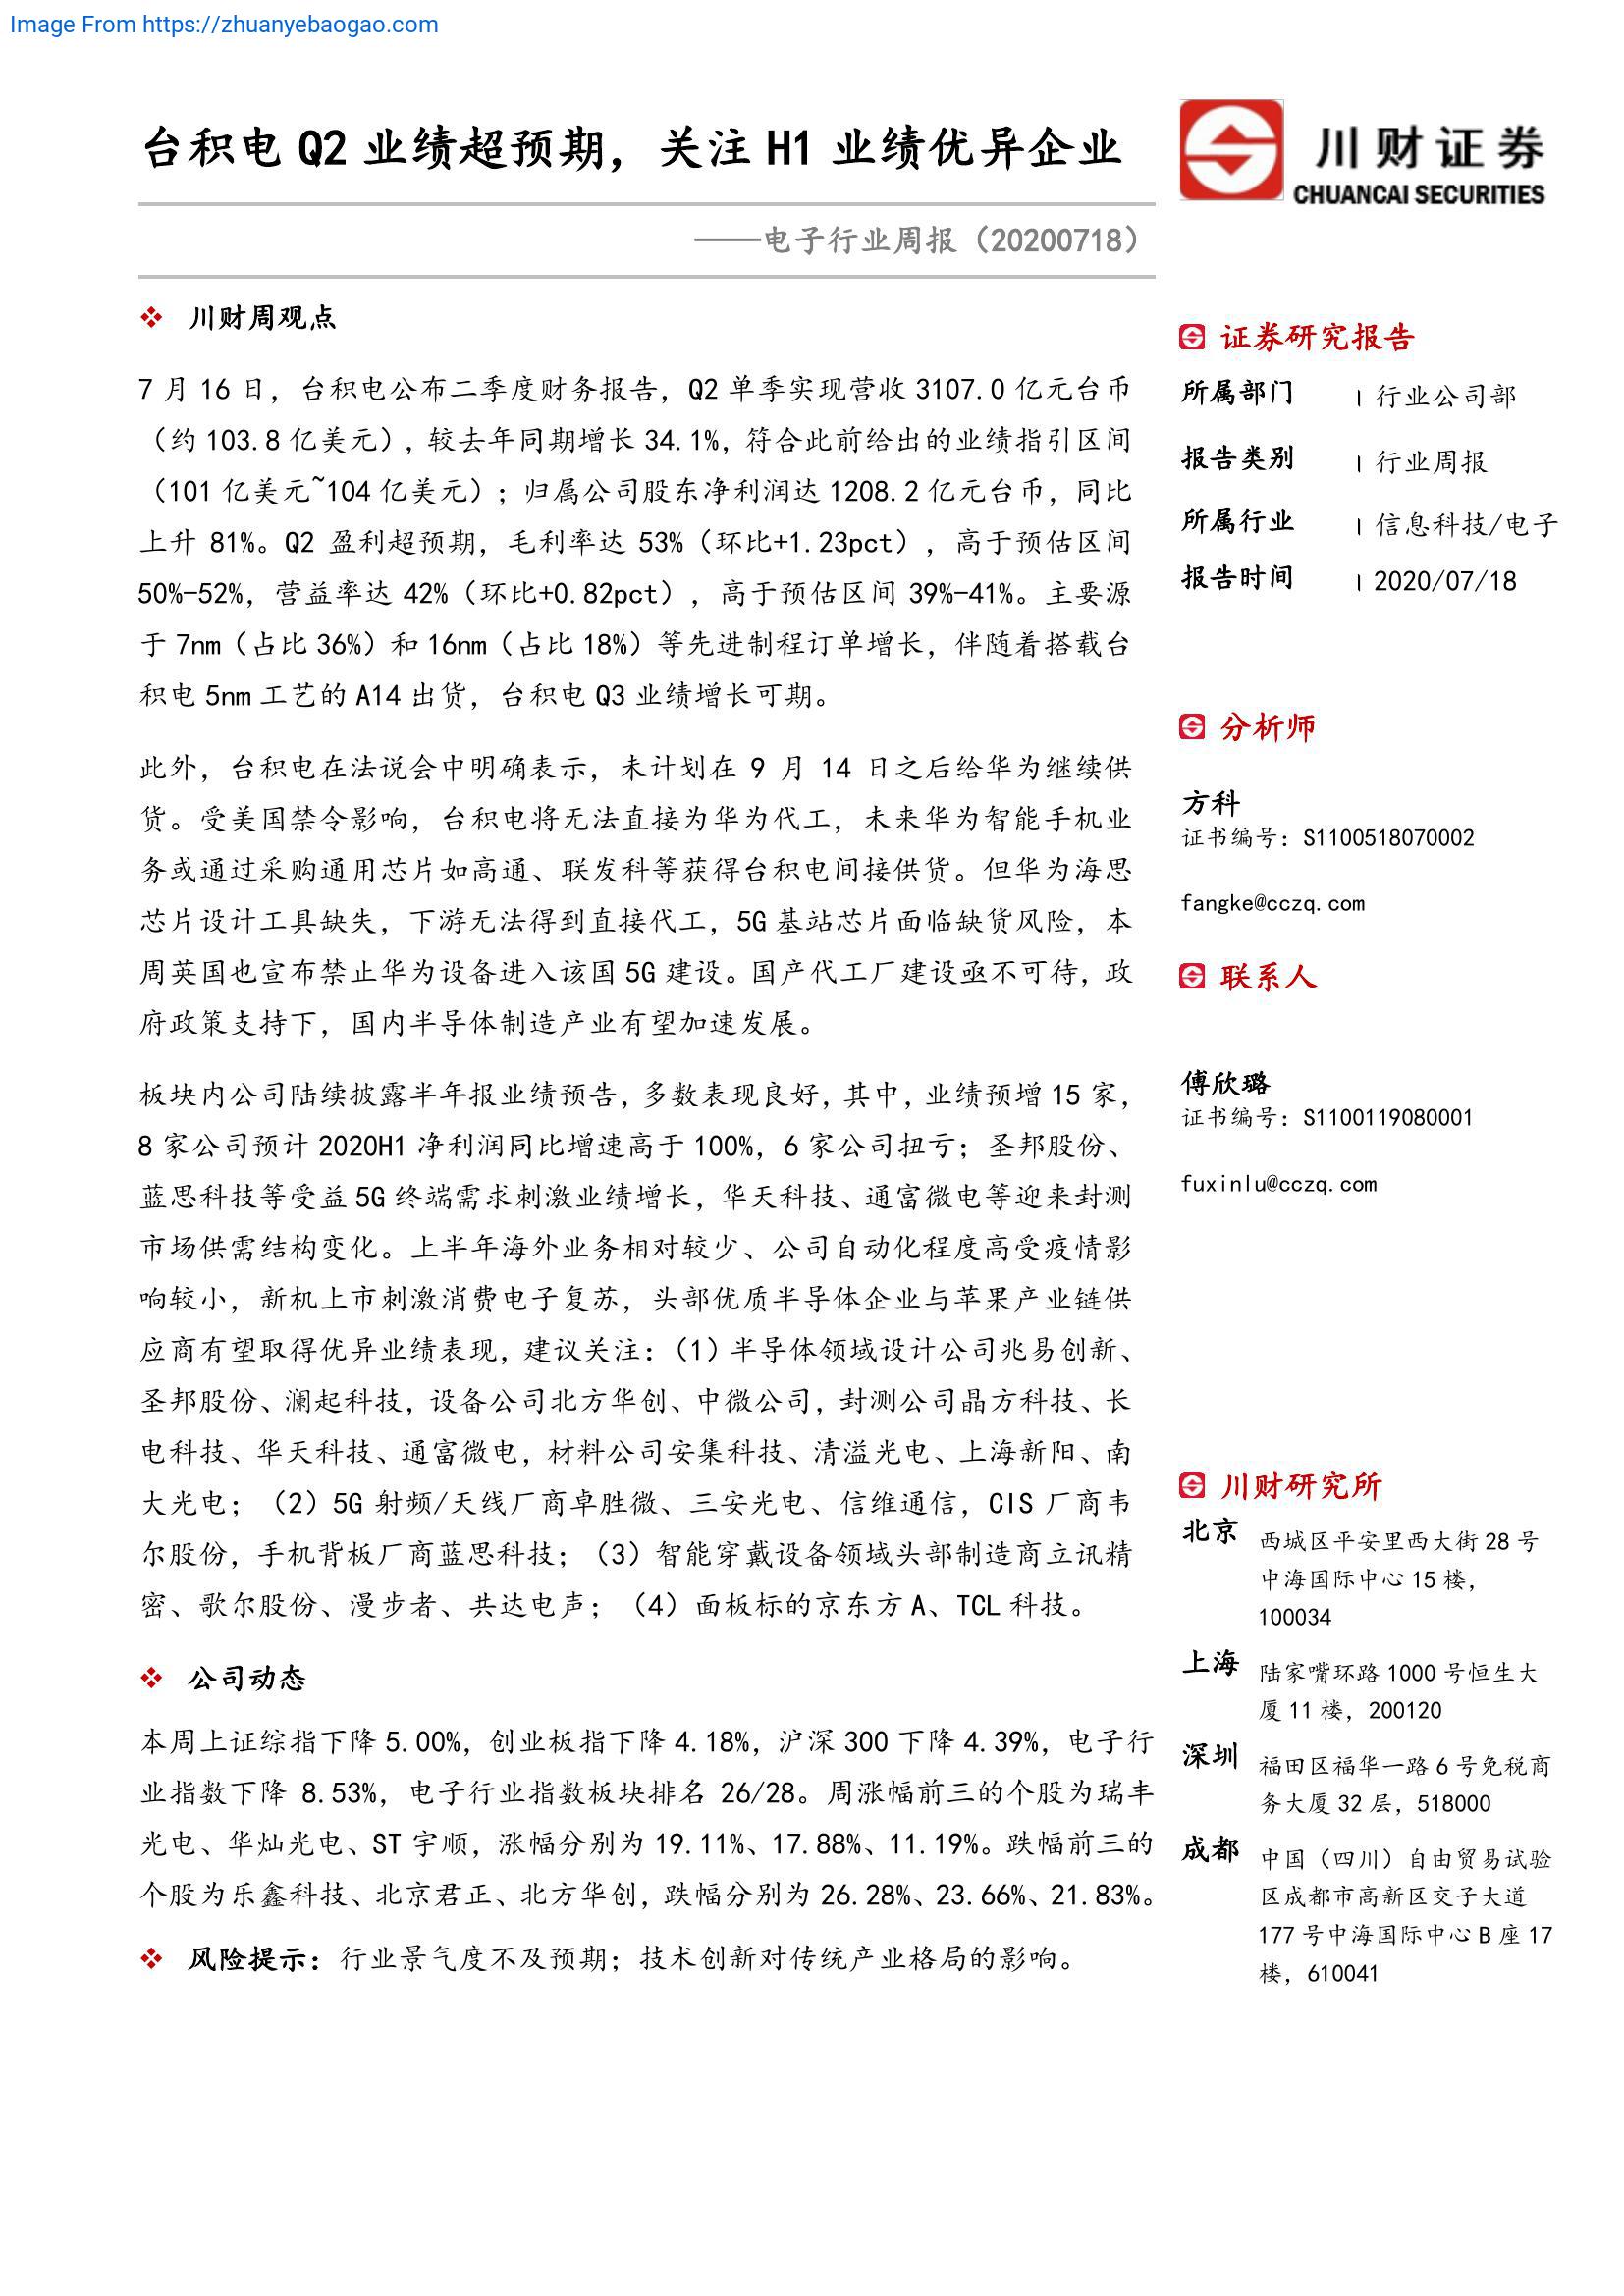 Image From https://zhuanyebaogao.com
台积电 Q2 业绩超预期，关注 H1 业绩优异企业
——电子行业周报（20200718）
川财证券
CHUANCAI SECURITIES
川财周观点
7 月 16 日，台积电公布二季度财务报告，Q2 单季实现营收 3107.0 亿元台币
（约 103.8 亿美元），较去年同期增长 34.1%，符合此前给出的业绩指引区间
（101 亿美元~104 亿美元）；归属公司股东净利润达 1208.2 亿元台币，同比
上升 81%。Q2 盈利超预期，毛利率达 53%（环比+1.23pct），高于预估区间
50%-52%，营益率达 42%（环比+0.82pct），高于预估区间 39%-41%。主要源
于 7nm（占比 36%）和 16nm（占比 18%）等先进制程订单增长，伴随着搭载台
积电 5nm 工艺的 A14 出货，台积电 Q3 业绩增长可期。
此外，台积电在法说会中明确表示，未计划在 9 月 14 日之后给华为继续供
货。受美国禁令影响，台积电将无法直接为华为代工，未来华为智能手机业
务或通过采购通用芯片如高通、联发科等获得台积电间接供货。但华为海思
芯片设计工具缺失，下游无法得到直接代工，5G 基站芯片面临缺货风险，本
周英国也宣布禁止华为设备进入该国 5G 建设。国产代工厂建设亟不可待，政
府政策支持下，国内半导体制造产业有望加速发展。
板块内公司陆续披露半年报业绩预告，多数表现良好，其中，业绩预增 15 家，
8 家公司预计 2020H1 净利润同比增速高于 100%，6 家公司扭亏；圣邦股份、
蓝思科技等受益 5G 终端需求刺激业绩增长，华天科技、通富微电等迎来封测
市场供需结构变化。上半年海外业务相对较少、公司自动化程度高受疫情影
响较小，新机上市刺激消费电子复苏，头部优质半导体企业与苹果产业链供
应商有望取得优异业绩表现，建议关注：（1）半导体领域设计公司兆易创新、
圣邦股份、澜起科技，设备公司北方华创、中微公司，封测公司晶方科技、长
电科技、华天科技、通富微电，材料公司安集科技、清溢光电、上海新阳、南
大光电；（2）5G 射频/天线厂商卓胜微、三安光电、信维通信，CIS 厂商韦
尔股份，手机背板厂商蓝思科技；（3）智能穿戴设备领域头部制造商立讯精
密、歌尔股份、漫步者、共达电声；（4）面板标的京东方 A、TCL 科技。
公司动态
本周上证综指下降 5.00%，创业板指下降 4.18%，沪深 300 下降 4.39%，电子行
业指数下降 8.53%，电子行业指数板块排名 26/28。周涨幅前三的个股为瑞丰
光电、华灿光电、ST 宇顺，涨幅分别为 19.11%、17.88%、11.19%。跌幅前三的
个股为乐鑫科技、北京君正、北方华创，跌幅分别为 26.28%、23.66%、21.83%。
风险提示：行业景气度不及预期；技术创新对传统产业格局的影响。
证券研究报告
所属部门 | 行业公司部
报告类别 | 行业周报
所属行业 | 信息科技/电子
报告时间 | 2020/07/18
分析师
方科
证书编号：S1100518070002
fangke@cczq.com
联系人
傅欣璐
证书编号：S1100119080001
fuxinlu@cczq.com
川财研究所
北京 西城区平安里西大街 28 号
中海国际中心 15 楼，
100034
上海 陆家嘴环路 1000 号恒生大
厦 11 楼，200120
深圳 福田区福华一路 6 号免税商
务大厦 32 层，518000
成都 中国（四川）自由贸易试验
区成都市高新区交子大道
177 号中海国际中心 B 座 17
楼，610041